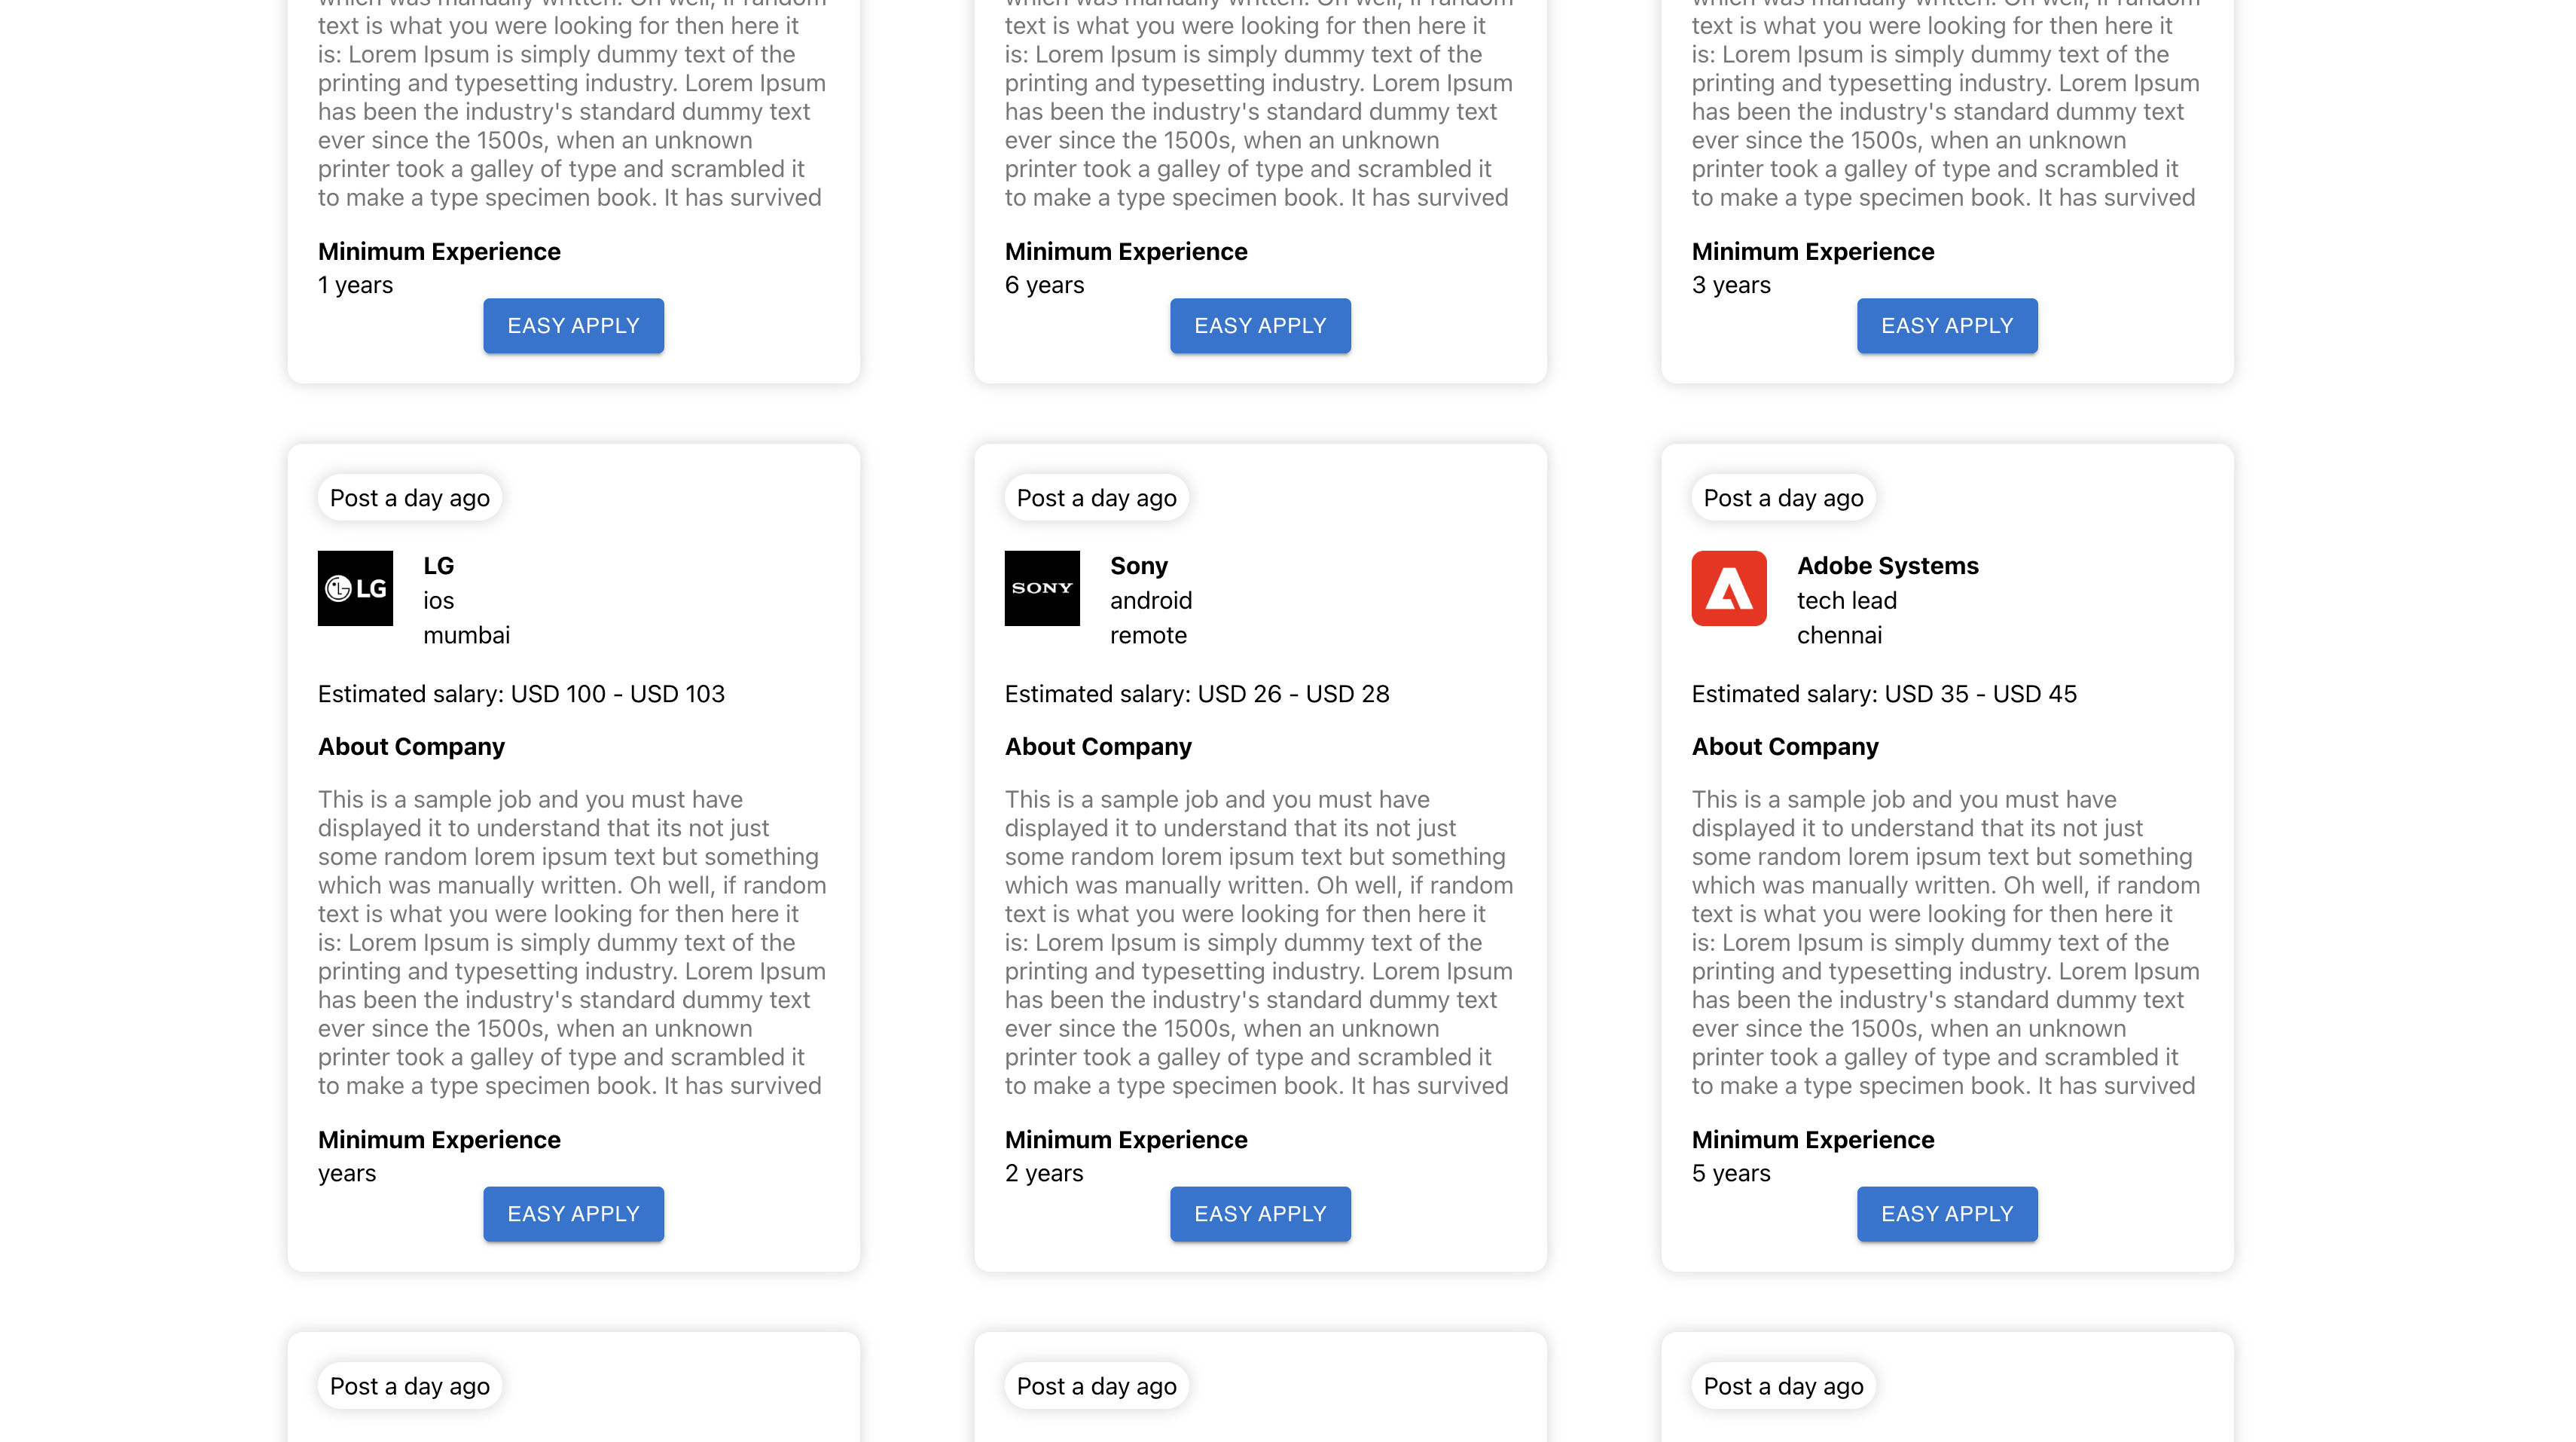 which was manually written. Oh well, if random
text is what you were looking for then here it
is: Lorem Ipsum is simply dummy text of the
printing and typesetting industry. Lorem Ipsum
has been the industry's standard dummy text
ever since the 1500s, when an unknown
printer took a galley of type and scrambled it
to make a type specimen book. It has survived
Minimum Experience
1 years
EASY APPLY
which was manually written. Oh well, if random
text is what you were looking for then here it
is: Lorem Ipsum is simply dummy text of the
printing and typesetting industry. Lorem Ipsum
has been the industry's standard dummy text
ever since the 1500s, when an unknown
printer took a galley of type and scrambled it
to make a type specimen book. It has survived
Minimum Experience
6 years
EASY APPLY
which was manually written. Oh well, if random
text is what you were looking for then here it
is: Lorem Ipsum is simply dummy text of the
printing and typesetting industry. Lorem Ipsum
has been the industry's standard dummy text
ever since the 1500s, when an unknown
printer took a galley of type and scrambled it
to make a type specimen book. It has survived
Minimum Experience
3 years
EASY APPLY
Post a day ago
LG
LG
ios
mumbai
Estimated salary: USD 100 - USD 103
About Company
This is a sample job and you must have
displayed it to understand that its not just
some random lorem ipsum text but something
which was manually written. Oh well, if random
text is what you were looking for then here it
is: Lorem Ipsum is simply dummy text of the
printing and typesetting industry. Lorem Ipsum
has been the industry's standard dummy text
ever since the 1500s, when an unknown
printer took a galley of type and scrambled it
to make a type specimen book. It has survived
Minimum Experience
years
EASY APPLY
Post a day ago
SONY
Sony
android
remote
Estimated salary: USD 26 - USD 28
About Company
This is a sample job and you must have
displayed it to understand that its not just
some random lorem ipsum text but something
which was manually written. Oh well, if random
text is what you were looking for then here it
is: Lorem Ipsum is simply dummy text of the
printing and typesetting industry. Lorem Ipsum
has been the industry's standard dummy text
ever since the 1500s, when an unknown
printer took a galley of type and scrambled it
to make a type specimen book. It has survived
Minimum Experience
2 years
EASY APPLY
Post a day ago
Adobe Systems
tech lead
chennai
Estimated salary: USD 35 - USD 45
About Company
This is a sample job and you must have
displayed it to understand that its not just
some random lorem ipsum text but something
which was manually written. Oh well, if random
text is what you were looking for then here it
is: Lorem Ipsum is simply dummy text of the
printing and typesetting industry. Lorem Ipsum
has been the industry's standard dummy text
ever since the 1500s, when an unknown
printer took a galley of type and scrambled it
to make a type specimen book. It has survived
Minimum Experience
5 years
EASY APPLY
Post a day ago
Post a day ago
Post a day ago